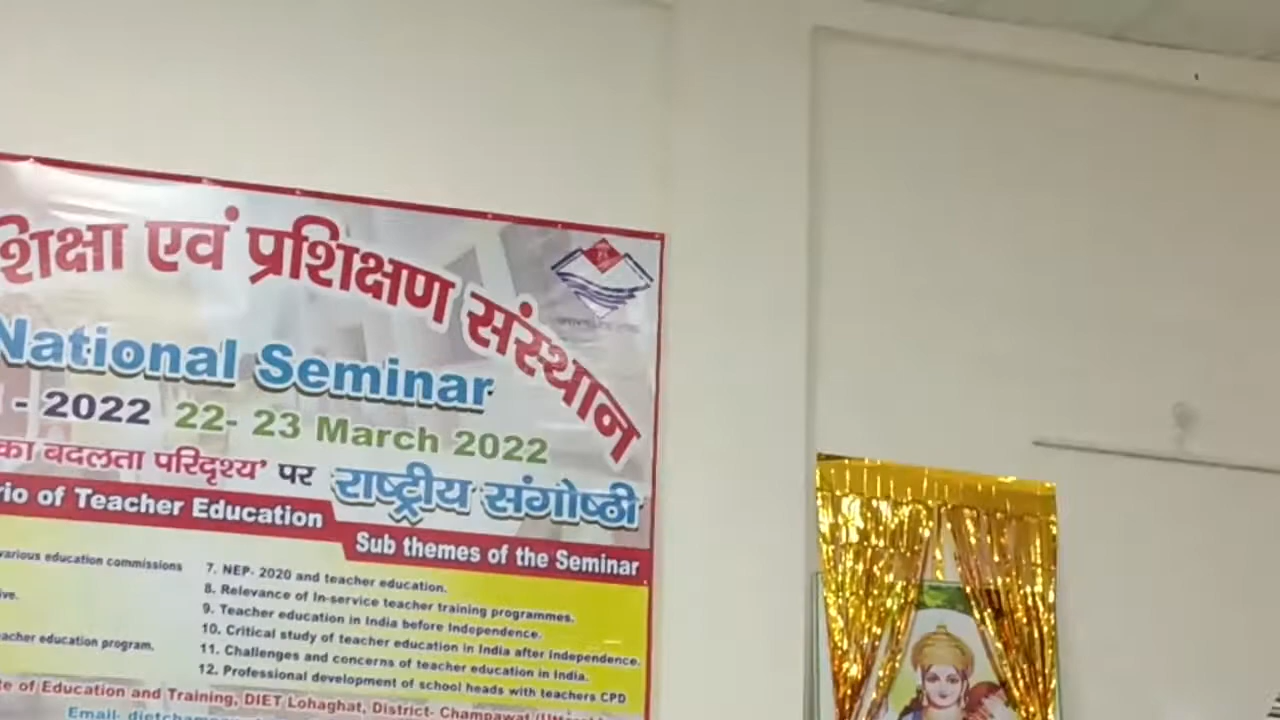 शिक्षा एवं प्रशिक्षण संस्थान
National Seminar
- 2022 22- 23 March 2022
का बदलता परिदृश्य' पर राष्ट्रीय संगोष्ठी
rio of Teacher Education
Sub themes of the Seminar
various education commissions
ive.
eacher education program.
7. NEP- 2020 and teacher education.
8. Relevance of In-service teacher training programmes.
9. Teacher education in India before Independence.
10. Critical study of teacher education in India after Independence.
11. Challenges and concerns of teacher education in India.
12. Professional development of school heads with teachers CPD
te of Education and Training, DIET Lohaghat, District- Champawat
Email- dietchamp